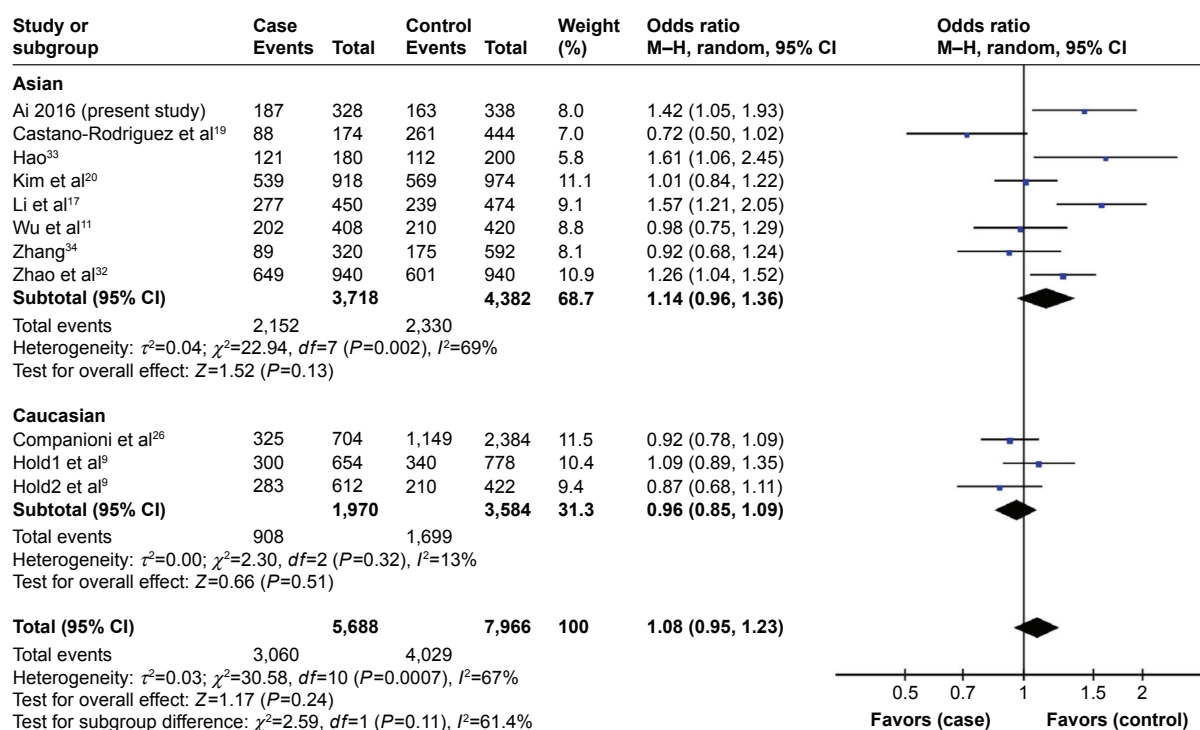 Study or subgroup Case Events Total Control Events Total Weight (%) Odds ratio M–H, random, 95% CI Odds ratio M–H, random, 95% CI
Asian
Ai 2016 (present study) 187 328 163 338 8.0 1.42 (1.05, 1.93)
Castano-Rodriguez et al19 88 174 261 444 7.0 0.72 (0.50, 1.02)
Hao33 121 180 112 200 5.8 1.61 (1.06, 2.45)
Kim et al20 539 918 569 974 11.1 1.01 (0.84, 1.22)
Li et al17 277 450 239 474 9.1 1.57 (1.21, 2.05)
Wu et al11 202 408 210 420 8.8 0.98 (0.75, 1.29)
Zhang34 89 320 175 592 8.1 0.92 (0.68, 1.24)
Zhao et al32 649 940 601 940 10.9 1.26 (1.04, 1.52)
Subtotal (95% CI) 3,718 4,382 68.7 1.14 (0.96, 1.36)
Total events 2,152 2,330
Heterogeneity: τ²=0.04; χ²=22.94, df=7 (P=0.002), I²=69%
Test for overall effect: Z=1.52 (P=0.13)
Caucasian
Companioni et al26 325 704 1,149 2,384 11.5 0.92 (0.78, 1.09)
Hold1 et al9 300 654 340 778 10.4 1.09 (0.89, 1.35)
Hold2 et al9 283 612 210 422 9.4 0.87 (0.68, 1.11)
Subtotal (95% CI) 1,970 3,584 31.3 0.96 (0.85, 1.09)
Total events 908 1,699
Heterogeneity: τ²=0.00; χ²=2.30, df=2 (P=0.32), I²=13%
Test for overall effect: Z=0.66 (P=0.51)
Total (95% CI) 5,688 7,966 100 1.08 (0.95, 1.23)
Total events 3,060 4,029
Heterogeneity: τ²=0.03; χ²=30.58, df=10 (P=0.0007), I²=67%
Test for overall effect: Z=1.17 (P=0.24)
Test for subgroup difference: χ²=2.59, df=1 (P=0.11), I²=61.4%
0.5 0.7 1 1.5 2
Favors (case) Favors (control)